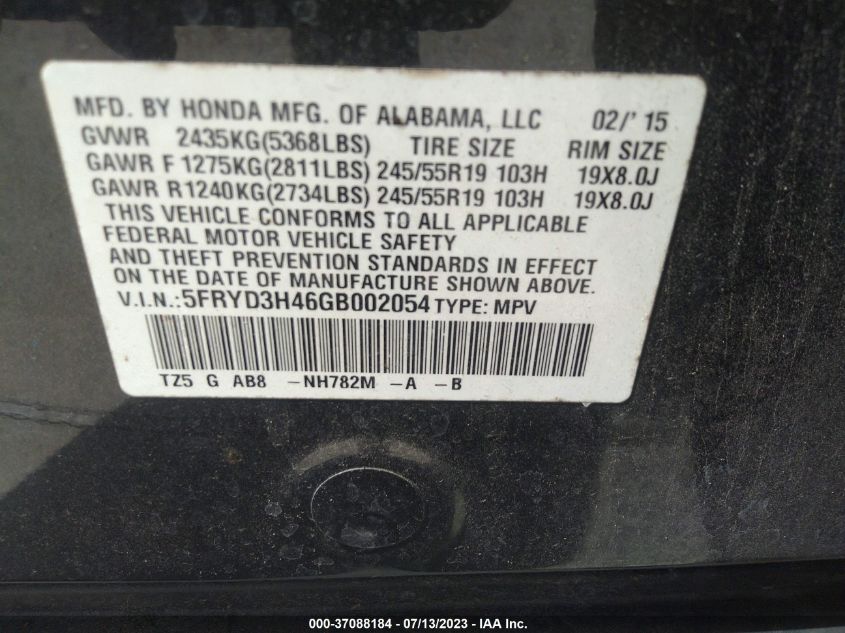 MFD. BY HONDA MFG. OF ALABAMA, LLC 02/' 15
GVWR 2435KG(5368LBS) TIRE SIZE RIM SIZE
GAWR F 1275KG(2811LBS) 245/55R19 103H 19X8.0J
GAWR R1240KG(2734LBS) 245/55R19 103H 19X8.0J
THIS VEHICLE CONFORMS TO ALL APPLICABLE
FEDERAL MOTOR VEHICLE SAFETY
AND THEFT PREVENTION STANDARDS IN EFFECT
ON THE DATE OF MANUFACTURE SHOWN ABOVE.
V.I.N.:5FRYD3H46GB002054 TYPE: MPV
TZ5 G AB8 -NH782M -A -B
000-37088184 - 07/13/2023 - IAA Inc.